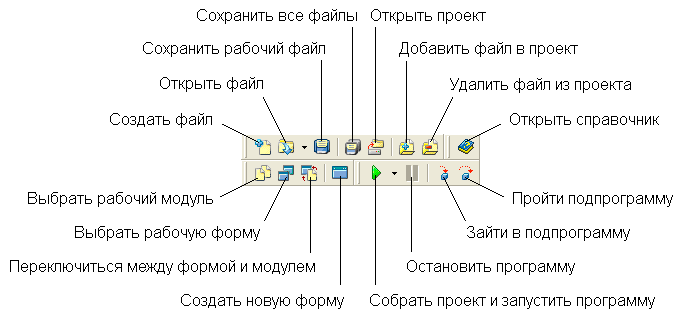 Сохранить все файлы Открыть проект
Сохранить рабочий файл Добавить файл в проект
Открыть файл Удалить файл из проекта
Создать файл Открыть справочник
Выбрать рабочий модуль Пройти подпрограмму
Выбрать рабочую форму Зайти в подпрограмму
Переключиться между формой и модулем Остановить программу
Создать новую форму Собрать проект и запустить программу